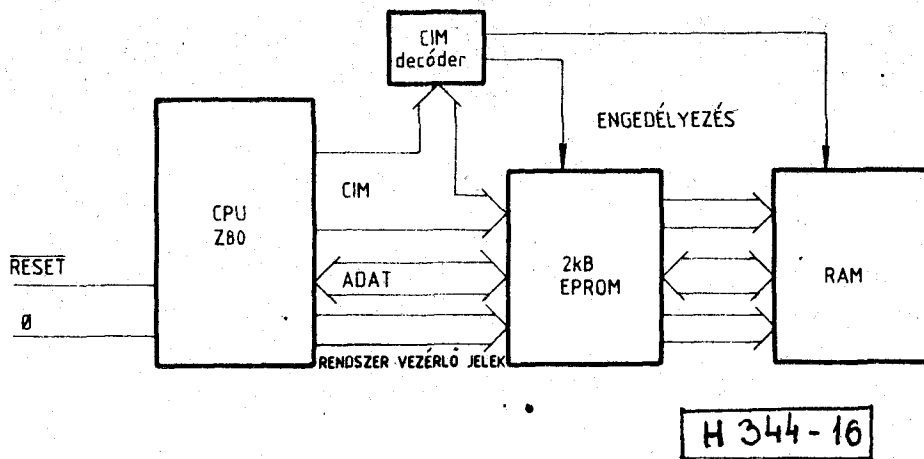 CIM
decóder
ENGEDÉLYEZÉS
CIM
CPU
Z80
RESET
ADAT
2kB
EPROM
RAM
Ø
RENDSZER VEZÉRLŐ JELEK
H 344-16